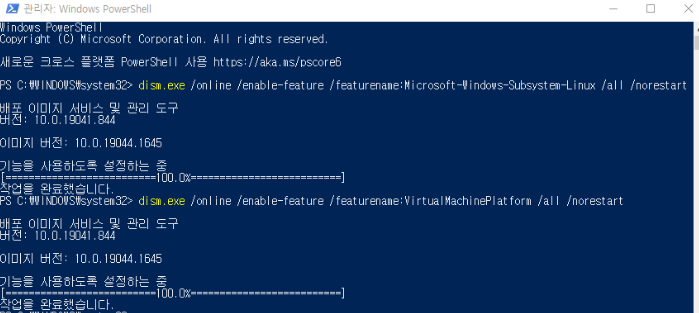 관리자: Windows PowerShell
Windows PowerShell
Copyright (C) Microsoft Corporation. All rights reserved.
새로운 크로스 플랫폼 PowerShell 사용 https://aka.ms/pscore6
PS C:₩WINDOWS₩system32> dism.exe /online /enable-feature /featurename:Microsoft-Windows-Subsystem-Linux /all /norestart
배포 이미지 서비스 및 관리 도구
버전: 10.0.19041.844
이미지 버전: 10.0.19044.1645
기능을 사용하도록 설정하는 중
[==========================100.0%==========================]
작업을 완료했습니다.
PS C:₩WINDOWS₩system32> dism.exe /online /enable-feature /featurename:VirtualMachinePlatform /all /norestart
배포 이미지 서비스 및 관리 도구
버전: 10.0.19041.844
이미지 버전: 10.0.19044.1645
기능을 사용하도록 설정하는 중
[==========================100.0%==========================]
작업을 완료했습니다.